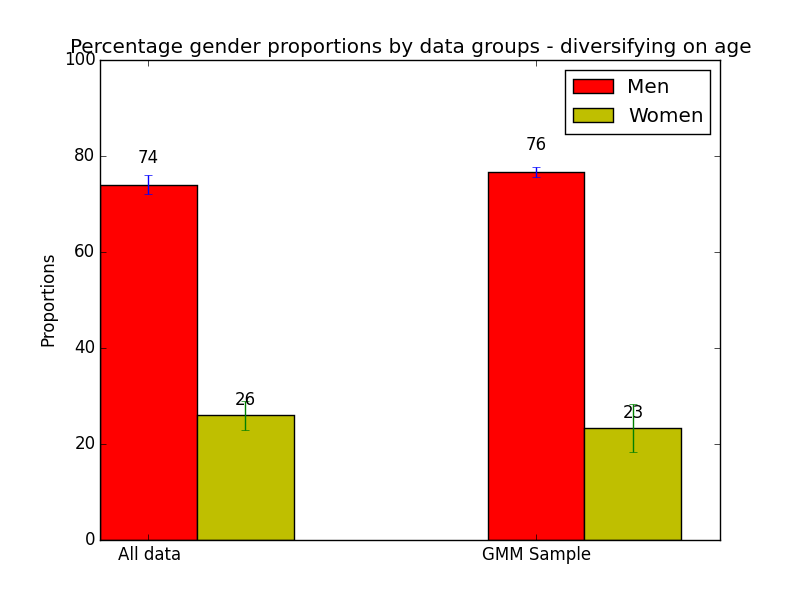 Percentage gender proportions by data groups - diversifying on age
100
80
60
40
20
0
Proportions
Men
Women
74
26
76
23
All data
GMM Sample